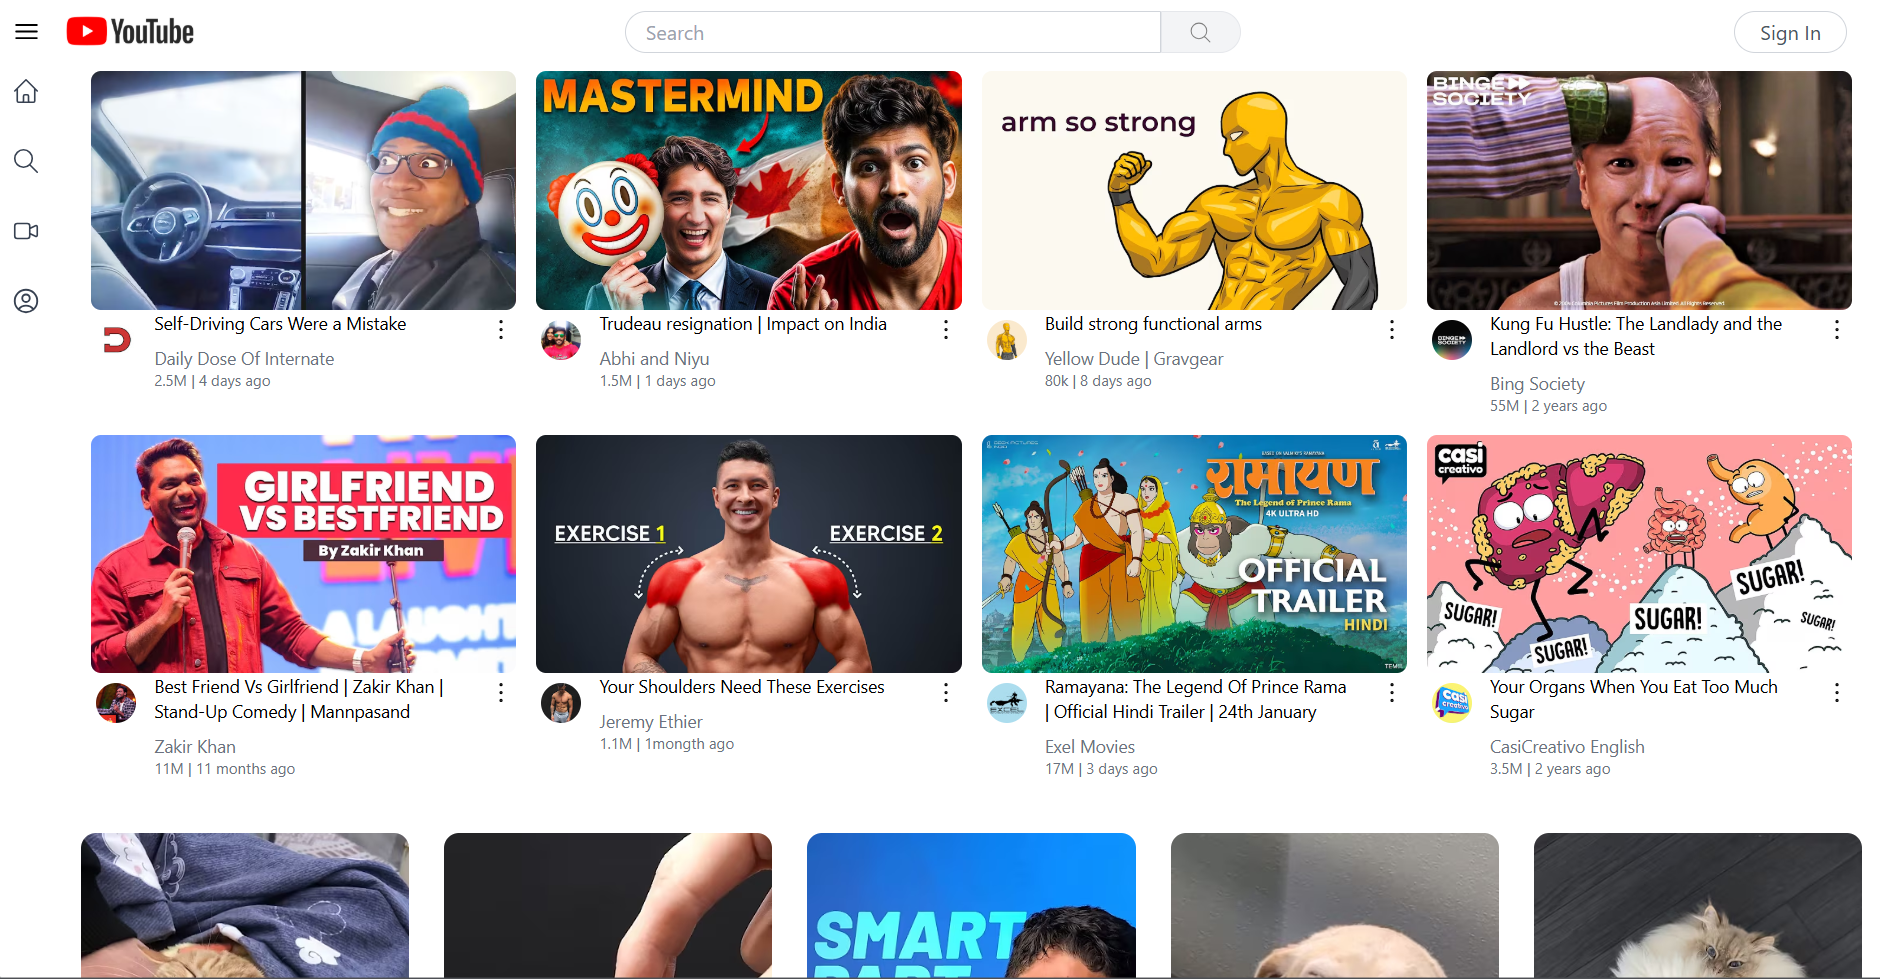 YouTube
Search
Sign In
MASTERMIND
arm so strong
BINGE
SOCIETY
Self-Driving Cars Were a Mistake
Daily Dose Of Internate
2.5M | 4 days ago
Trudeau resignation | Impact on India
Abhi and Niyu
1.5M | 1 days ago
Build strong functional arms
Yellow Dude | Gravgear
80k | 8 days ago
BINGE
SOCIETY
Kung Fu Hustle: The Landlady and the
Landlord vs the Beast
Bing Society
55M | 2 years ago
GIRLFRIEND
VS BESTFRIEND
By Zakir Khan
A LAUGHT
EXERCISE 1
EXERCISE 2
रामायण
The Legend of Prince Rama
4K ULTRA HD
OFFICIAL
TRAILER
HINDI
casi
creativo
SUGAR!
SUGAR!
SUGAR!
SUGAR!
SUGAR!
Best Friend Vs Girlfriend | Zakir Khan |
Stand-Up Comedy | Mannpasand
Zakir Khan
11M | 11 months ago
Your Shoulders Need These Exercises
Jeremy Ethier
1.1M | 1mongth ago
EXCEL
Ramayana: The Legend Of Prince Rama
| Official Hindi Trailer | 24th January
Exel Movies
17M | 3 days ago
casi
creativo
Your Organs When You Eat Too Much
Sugar
CasiCreativo English
3.5M | 2 years ago
SMART